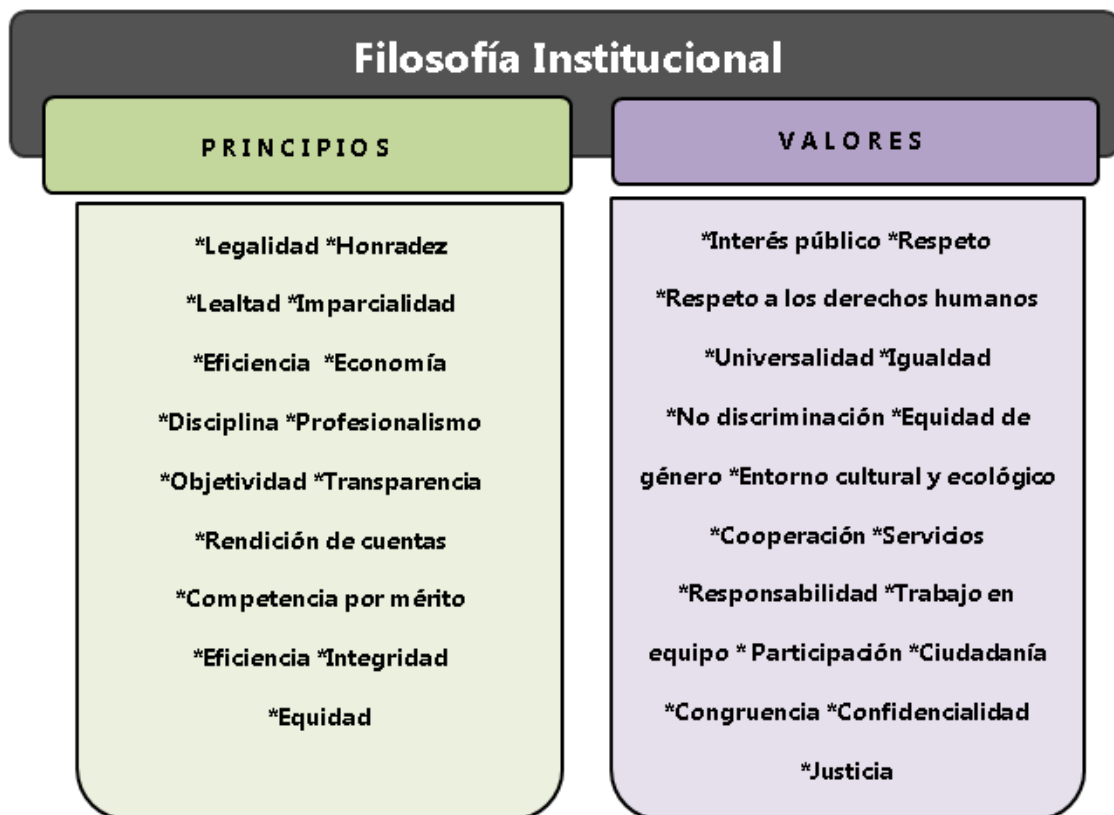 Filosofía Institucional
PRINCIPIOS
*Legalidad *Honradez
*Lealtad *Imparcialidad
*Eficiencia *Economía
*Disciplina *Profesionalismo
*Objetividad *Transparencia
*Rendición de cuentas
*Competencia por mérito
*Eficiencia *Integridad
*Equidad
VALORES
*Interés público *Respeto
*Respeto a los derechos humanos
*Universalidad *Igualdad
*No discriminación *Equidad de
género *Entorno cultural y ecológico
*Cooperación *Servicios
*Responsabilidad *Trabajo en
equipo * Participación *Ciudadanía
*Congruencia *Confidencialidad
*Justicia